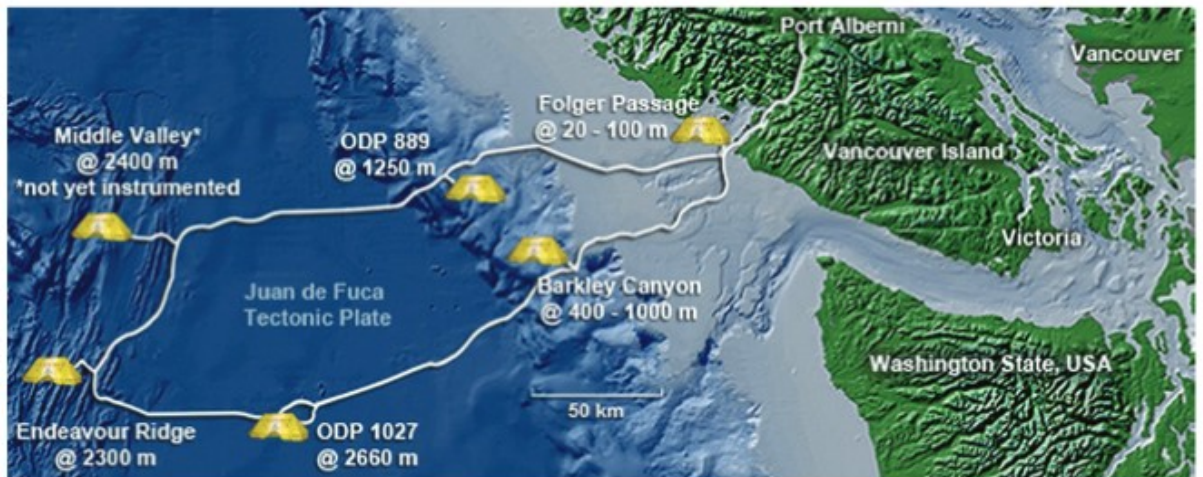 Port Alberni
Vancouver
Folger Passage
@ 20 - 100 m
Middle Valley*
@ 2400 m
*not yet instrumented
ODP 889
@ 1250 m
Vancouver Island
Victoria
Barkley Canyon
@ 400 - 1000 m
Juan de Fuca
Tectonic Plate
Washington State, USA
50 km
Endeavour Ridge
@ 2300 m
ODP 1027
@ 2660 m